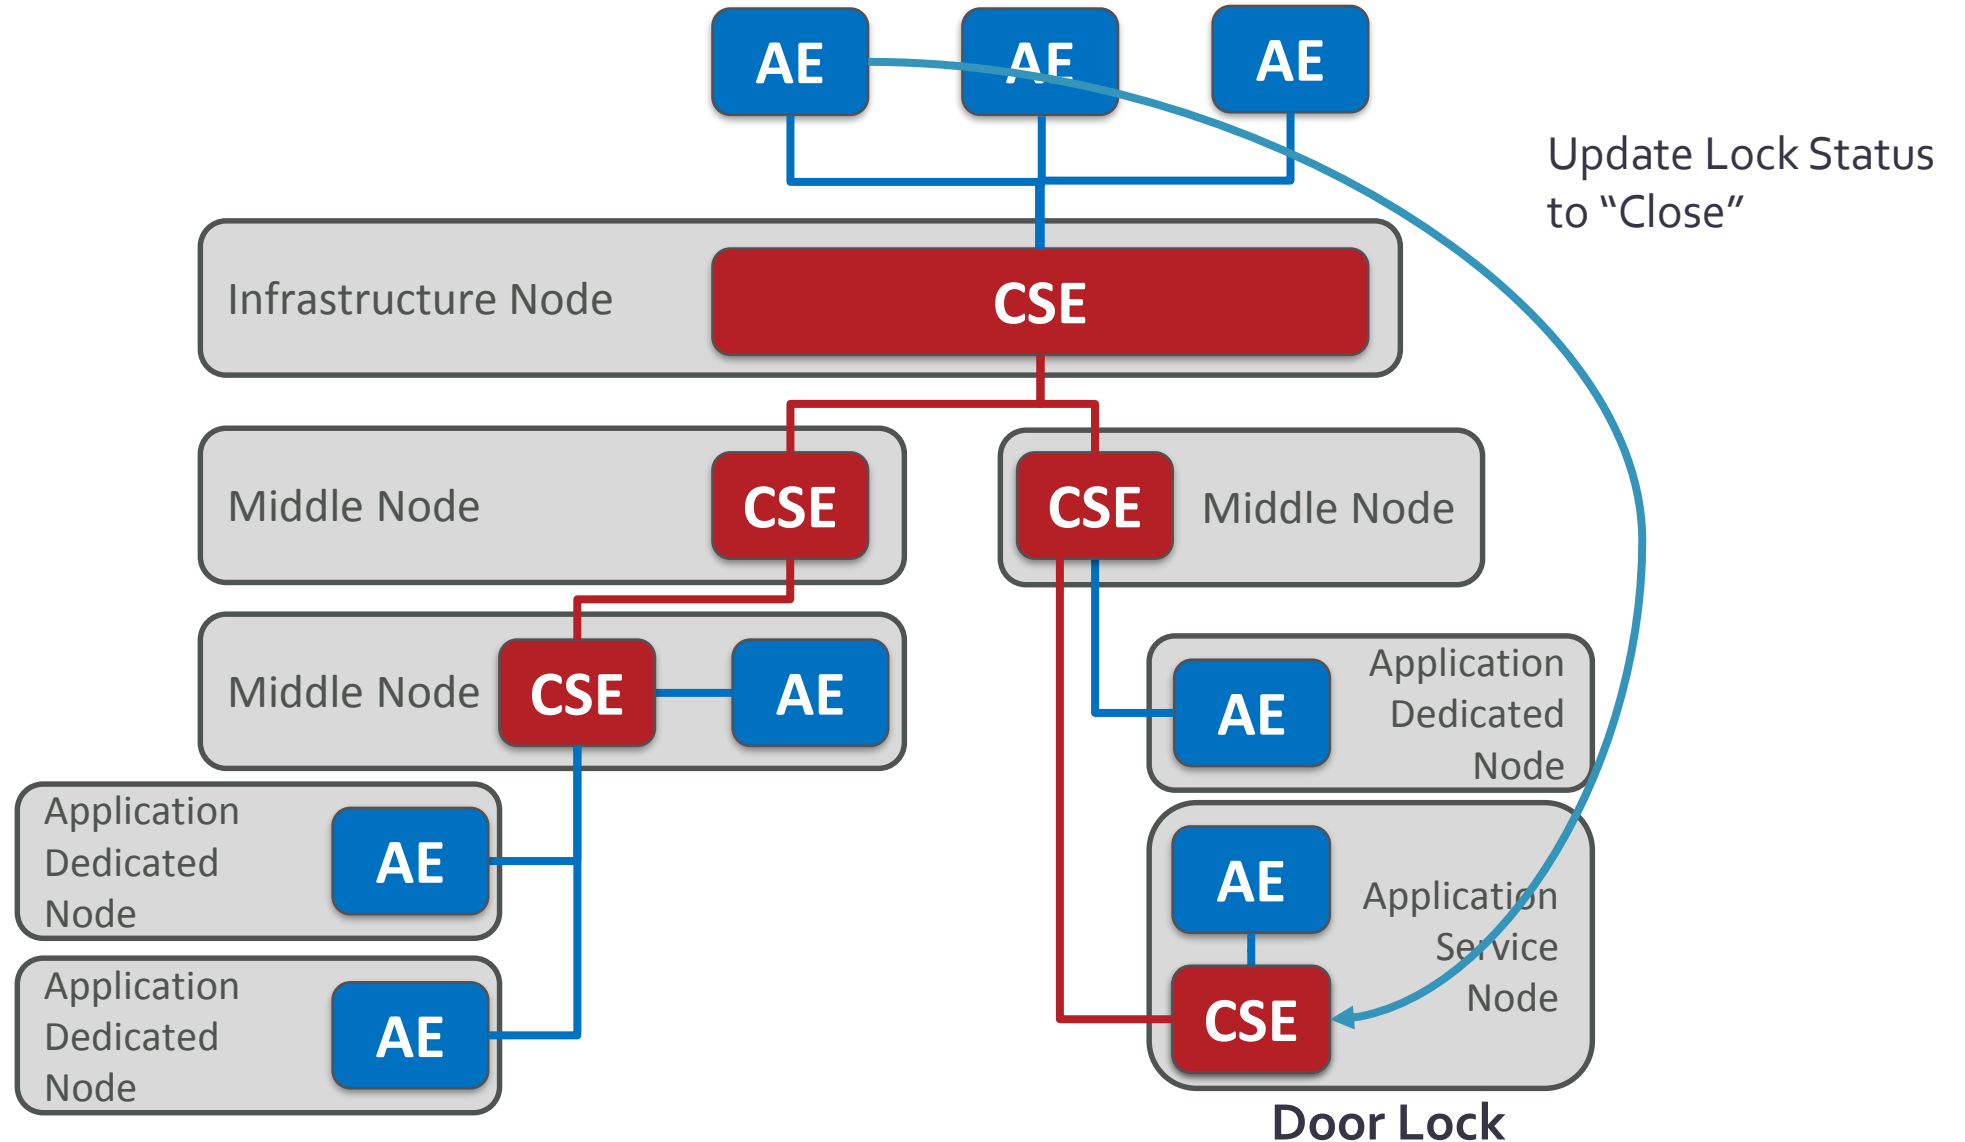 AE
AE
AE
Update Lock Status
to “Close”
Infrastructure Node
CSE
Middle Node
CSE
CSE
Middle Node
Middle Node
CSE
AE
AE
Application
Dedicated
Node
Application
Dedicated
Node
AE
AE
Application
Service
Node
CSE
Application
Dedicated
Node
AE
Door Lock